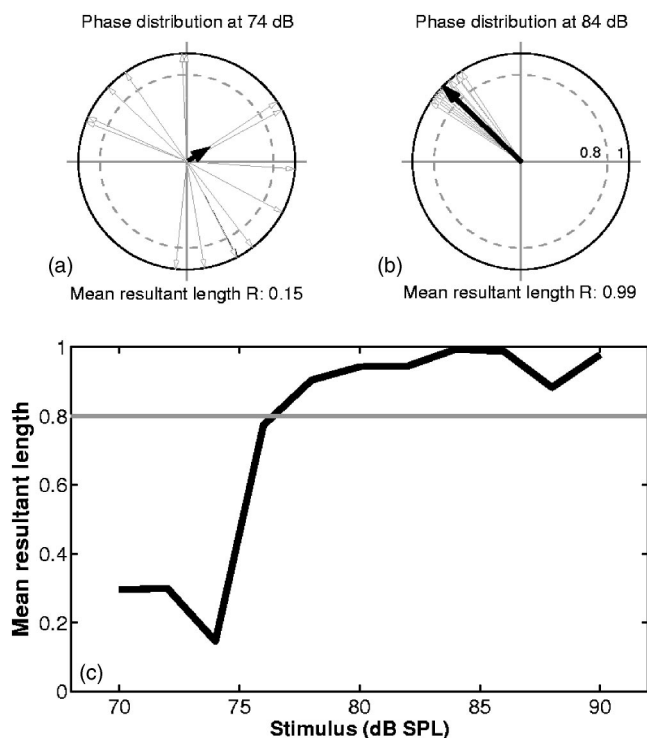 Phase distribution at 74 dB
Phase distribution at 84 dB
0.8 1
(a)
(b)
Mean resultant length R: 0.15
Mean resultant length R: 0.99
1
0.8
0.6
0.4
0.2
0
Mean resultant length
(c)
70 75 80 85 90
Stimulus (dB SPL)